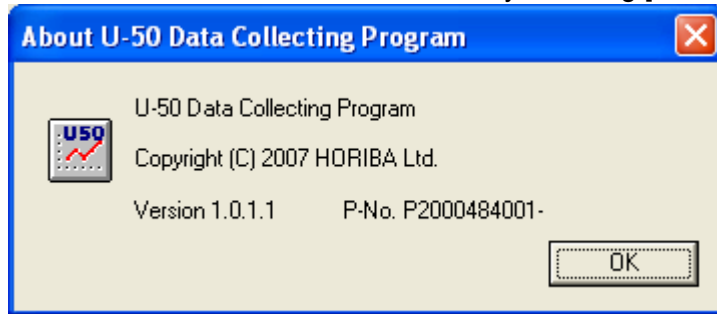 About U-50 Data Collecting Program
U50
U-50 Data Collecting Program
Copyright (C) 2007 HORIBA Ltd.
Version 1.0.1.1 P-No. P2000484001-
OK